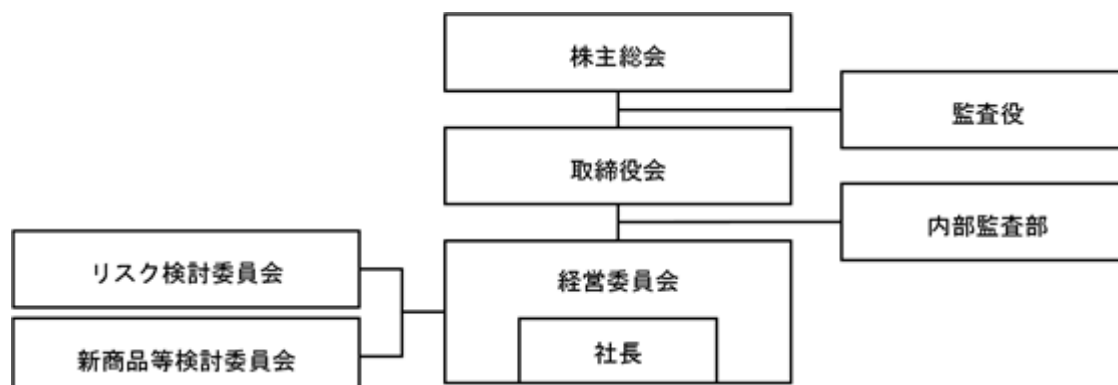 株主総会
監査役
取締役会
内部監査部
リスク検討委員会
経営委員会
新商品等検討委員会
社長